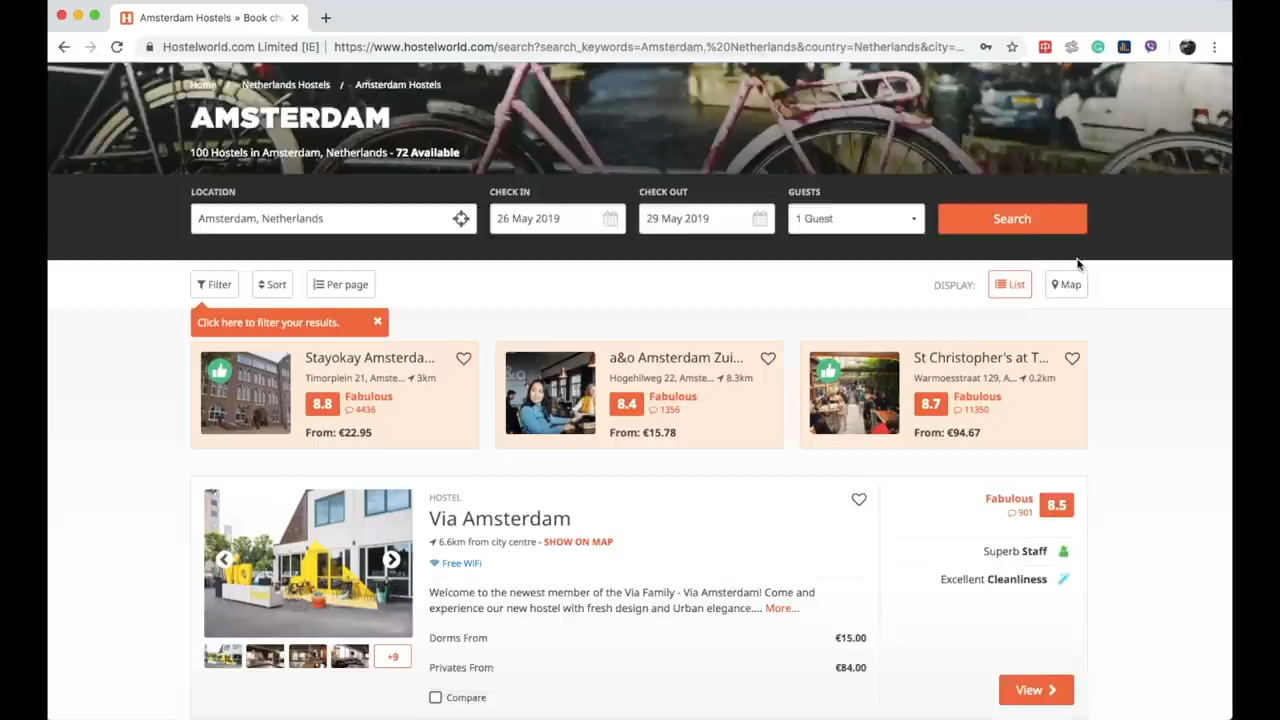 Amsterdam Hostels » Book ch
Hostelworld.com Limited [IE]
https://www.hostelworld.com/search?search_keywords=Amsterdam,%20Netherlands&country=Netherlands&city=...
Home / Netherlands Hostels / Amsterdam Hostels
AMSTERDAM
100 Hostels in Amsterdam, Netherlands - 72 Available
LOCATION CHECK IN CHECK OUT GUESTS
Amsterdam, Netherlands 26 May 2019 29 May 2019 1 Guest Search
Filter Sort Per page DISPLAY: List Map
Click here to filter your results.
Stayokay Amsterda...
Timorplein 21, Amste... 3km
8.8 Fabulous
4436
From: €22.95
a&o Amsterdam Zui...
Hogehilweg 22, Amste... 8.3km
8.4 Fabulous
1356
From: €15.78
St Christopher's at T...
Warmoesstraat 129, A... 0.2km
8.7 Fabulous
11350
From: €94.67
HOSTEL
Via Amsterdam
6.6km from city centre - SHOW ON MAP
Free WiFi
Welcome to the newest member of the Via Family - Via Amsterdam! Come and
experience our new hostel with fresh design and Urban elegance.... More...
Dorms From €15.00
Privates From €84.00
+9
Compare
Fabulous 8.5
901
Superb Staff
Excellent Cleanliness
View